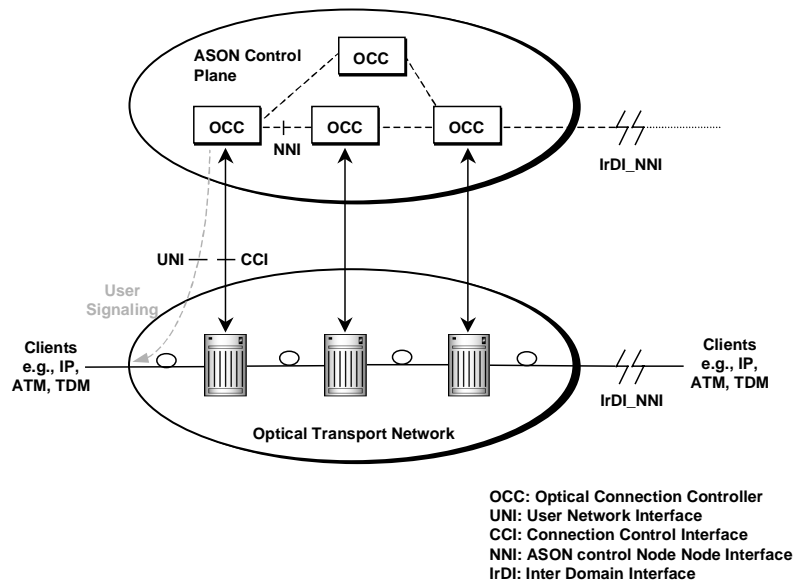 ASON Control
Plane
OCC
OCC
OCC
OCC
NNI
IrDI_NNI
UNI
CCI
User
Signaling
Clients
e.g., IP,
ATM, TDM
Clients
e.g., IP,
ATM, TDM
IrDI_NNI
Optical Transport Network
OCC: Optical Connection Controller
UNI: User Network Interface
CCI: Connection Control Interface
NNI: ASON control Node Node Interface
IrDI: Inter Domain Interface